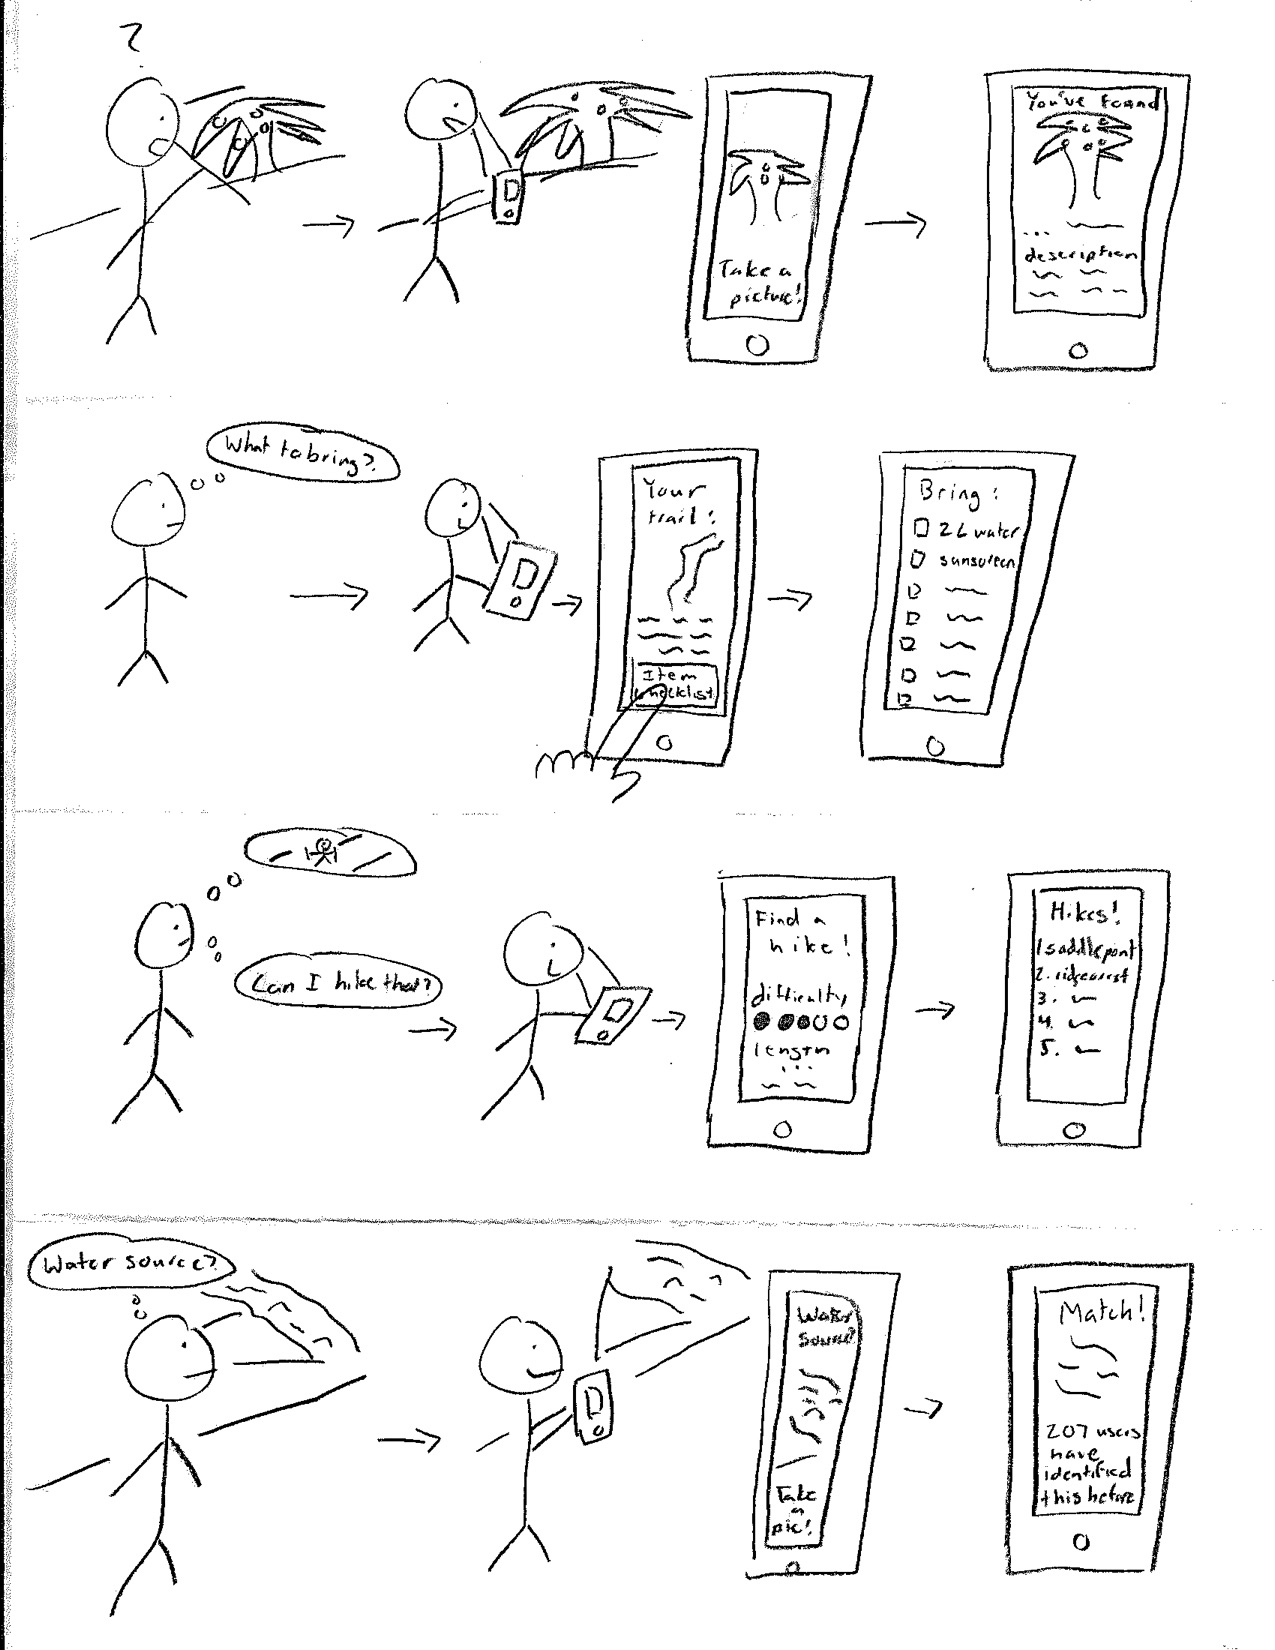 ?
Take a
picture!
You've found
...
description
What to bring?
Your
trail:
Item
checklist
Bring:
2L water
sunscreen
Can I hike that?
Find a
hike!
difficulty
length
...
Hikes!
1 saddle point
2. ridgecrest
3.
4.
5.
Water source?
Water
Source?
Take
a
pic!
Match!
207 users
have
identified
this before